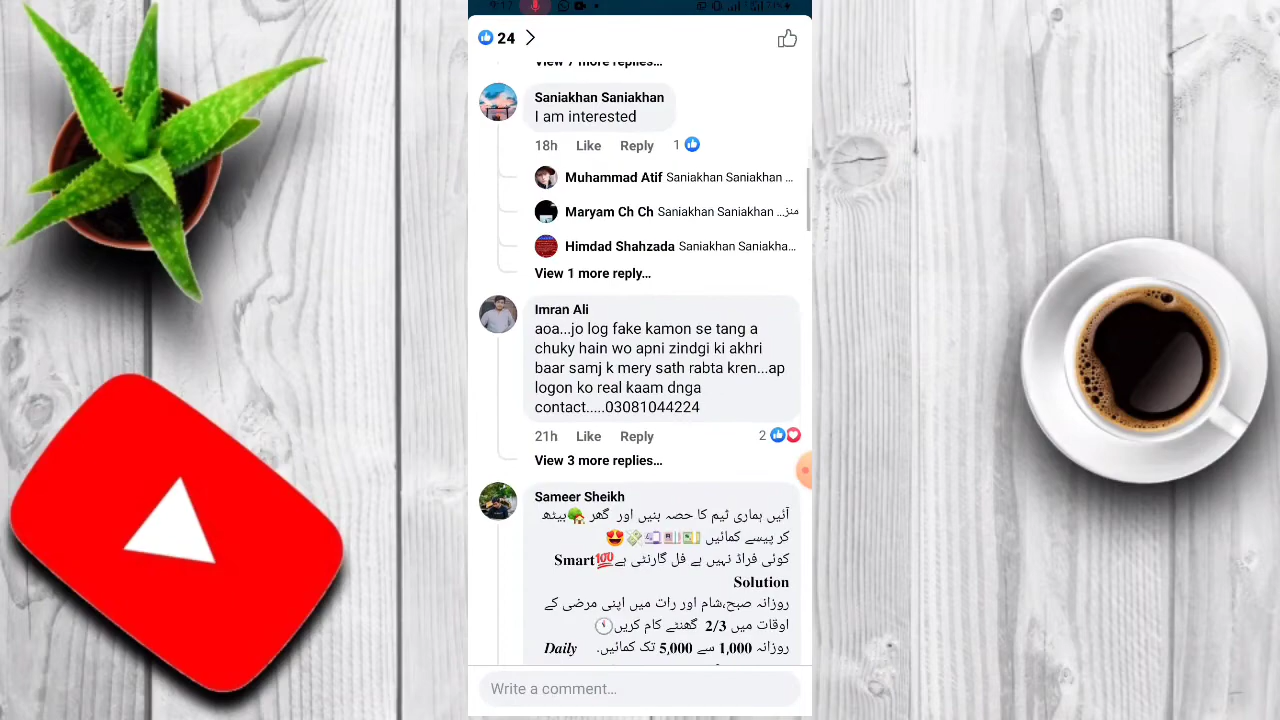 9:17
24
View 7 more replies...
Saniakhan Saniakhan
I am interested
18h Like Reply 1
Muhammad Atif Saniakhan Saniakhan ...
Maryam Ch Ch Saniakhan Saniakhan ...منز
Himdad Shahzada Saniakhan Saniakha...
View 1 more reply...
Imran Ali
aoa...jo log fake kamon se tang a
chuky hain wo apni zindgi ki akhri
baar samj k mery sath rabta kren...ap
logon ko real kaam dnga
contact.....03081044224
21h Like Reply 2
View 3 more replies...
Sameer Sheikh
آئیں ہماری ٹیم کا حصہ بنیں اور گھر 🏡بیٹھ
کر پیسے کمائیں 💵💴💶💸😍
کوئی فراڈ نہیں ہے فل گارنٹی ہے💯Smart
Solution
روزانہ صبح،شام اور رات میں اپنی مرضی کے
اوقات میں 2/3 گھنٹے کام کریں🕚
روزانہ 1,000 سے 5,000 تک کمائیں. Daily
Write a comment...